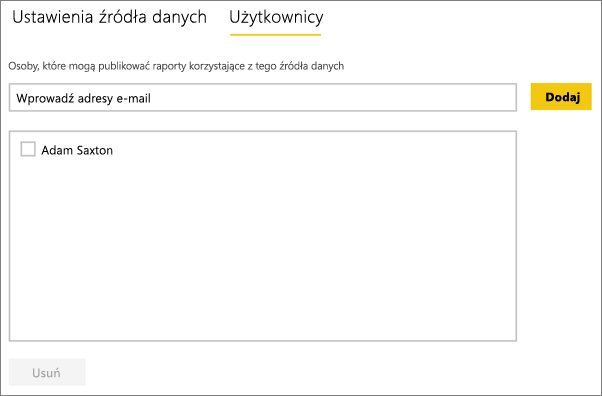 Ustawienia źródła danych Użytkownicy
Osoby, które mogą publikować raporty korzystające z tego źródła danych
Wprowadź adresy e-mail Dodaj
Adam Saxton
Usuń